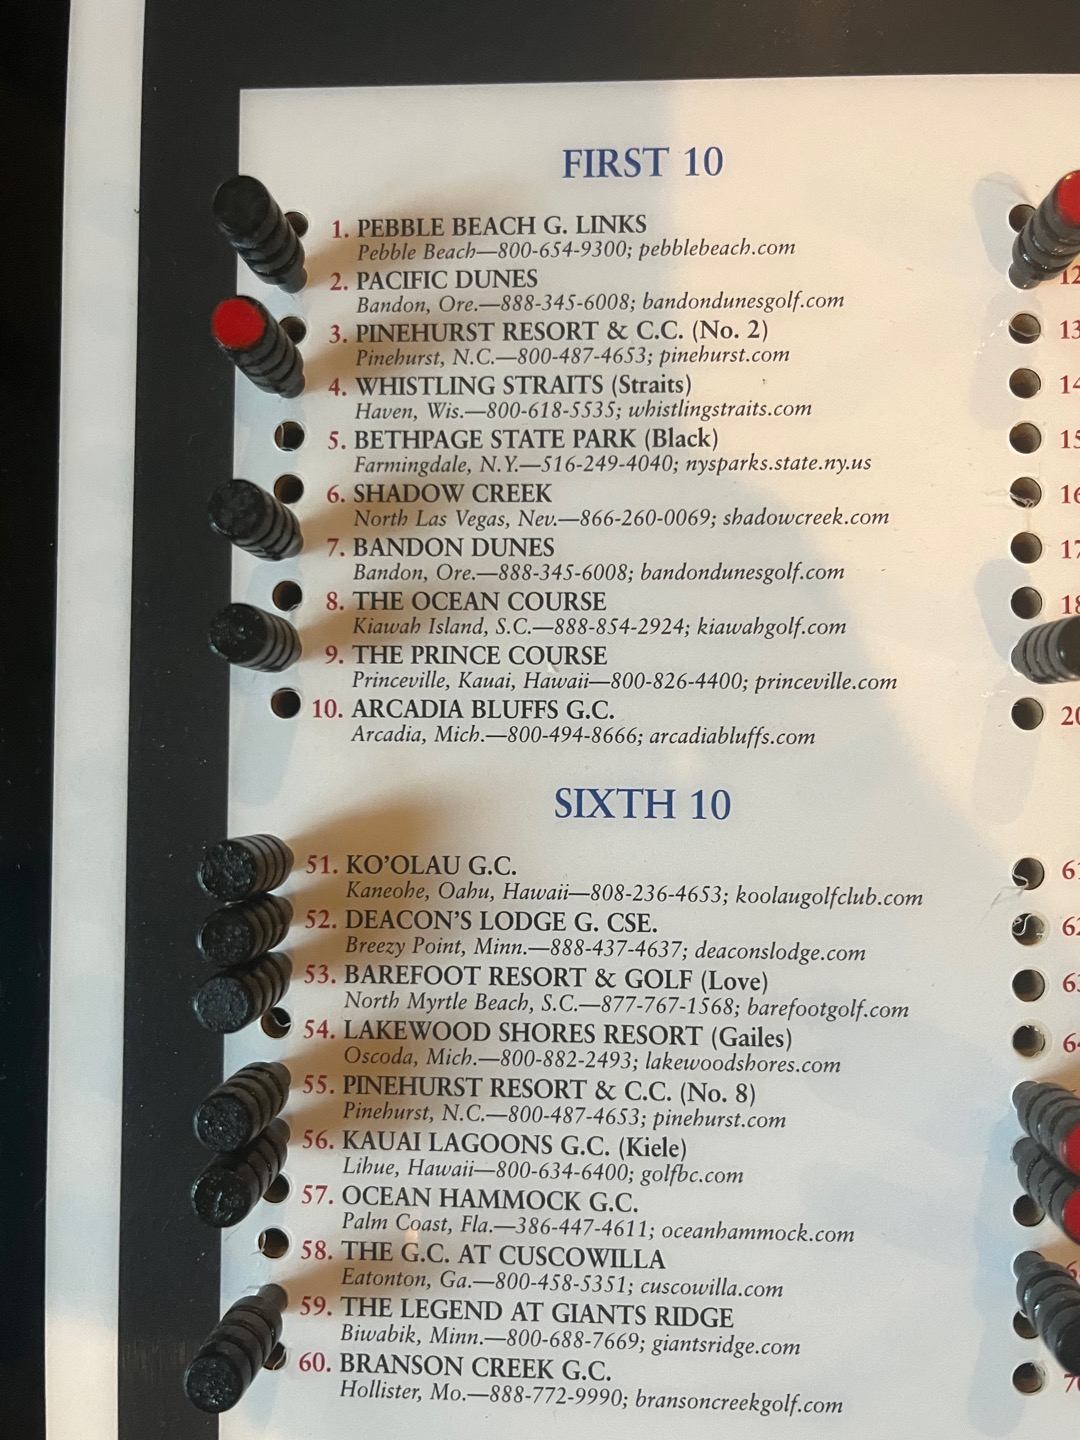 FIRST 10
1. PEBBLE BEACH G. LINKS
Pebble Beach—800-654-9300; pebblebeach.com
2. PACIFIC DUNES
Bandon, Ore.—888-345-6008; bandondunesgolf.com
3. PINEHURST RESORT & C.C. (No. 2)
Pinehurst, N.C.—800-487-4653; pinehurst.com
4. WHISTLING STRAITS (Straits)
Haven, Wis.—800-618-5535; whistlingstraits.com
5. BETHPAGE STATE PARK (Black)
Farmingdale, N.Y.—516-249-4040; nysparks.state.ny.us
6. SHADOW CREEK
North Las Vegas, Nev.—866-260-0069; shadowcreek.com
7. BANDON DUNES
Bandon, Ore.—888-345-6008; bandondunesgolf.com
8. THE OCEAN COURSE
Kiawah Island, S.C.—888-854-2924; kiawahgolf.com
9. THE PRINCE COURSE
Princeville, Kauai, Hawaii—800-826-4400; princeville.com
10. ARCADIA BLUFFS G.C.
Arcadia, Mich.—800-494-8666; arcadiabluffs.com
SIXTH 10
51. KO'OLAU G.C.
Kaneohe, Oahu, Hawaii—808-236-4653; koolaugolfclub.com
52. DEACON'S LODGE G. CSE.
Breezy Point, Minn.—888-437-4637; deaconslodge.com
53. BAREFOOT RESORT & GOLF (Love)
North Myrtle Beach, S.C.—877-767-1568; barefootgolf.com
54. LAKEWOOD SHORES RESORT (Gailes)
Oscoda, Mich.—800-882-2493; lakewoodshores.com
55. PINEHURST RESORT & C.C. (No. 8)
Pinehurst, N.C.—800-487-4653; pinehurst.com
56. KAUAI LAGOONS G.C. (Kiele)
Lihue, Hawaii—800-634-6400; golfbc.com
57. OCEAN HAMMOCK G.C.
Palm Coast, Fla.—386-447-4611; oceanhammock.com
58. THE G.C. AT CUSCOWILLA
Eatonton, Ga.—800-458-5351; cuscowilla.com
59. THE LEGEND AT GIANTS RIDGE
Biwabik, Minn.—800-688-7669; giantsridge.com
60. BRANSON CREEK G.C.
Hollister, Mo.—888-772-9990; bransoncreekgolf.com
12
13
14
15
16
17
18
20